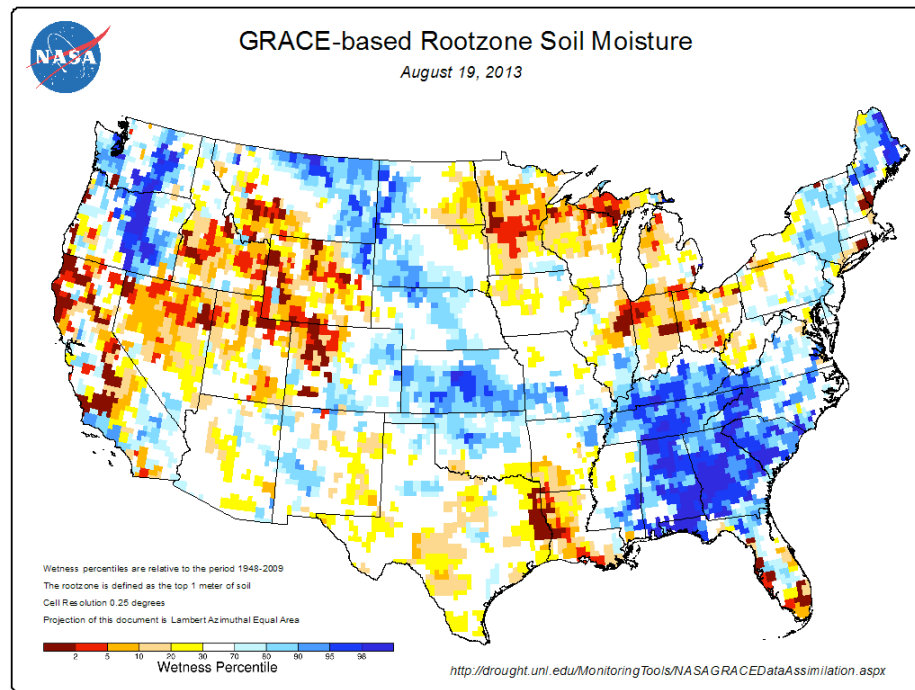 NASA
GRACE-based Rootzone Soil Moisture
August 19, 2013
Wetness percentiles are relative to the period 1948-2009
The rootzone is defined as the top 1 meter of soil
Cell Resolution 0.25 degrees
Projection of this document is Lambert Azimuthal Equal Area
2 5 10 20 30 70 80 90 95 98
Wetness Percentile
http://drought.unl.edu/MonitoringTools/NASAGRACEDataAssimilation.aspx